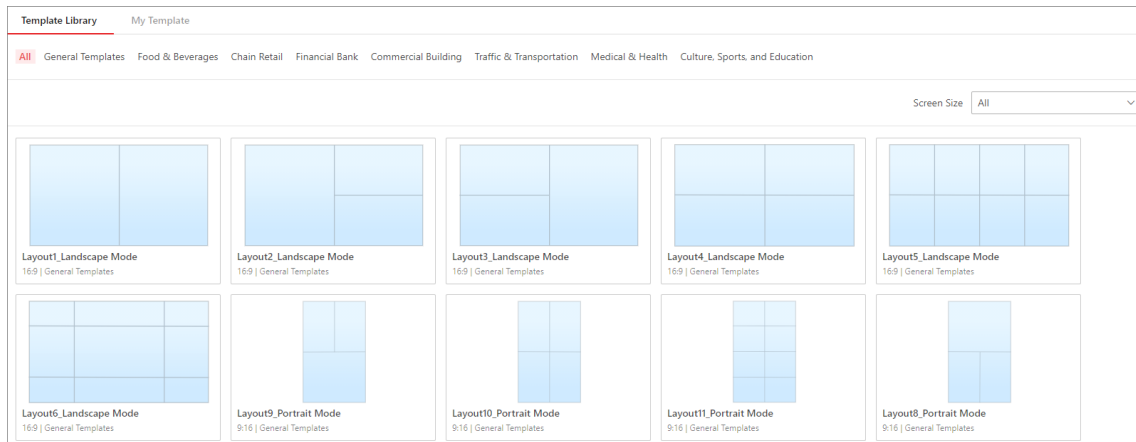 Template Library My Template
All General Templates Food & Beverages Chain Retail Financial Bank Commercial Building Traffic & Transportation Medical & Health Culture, Sports, and Education
Screen Size All
Layout1_Landscape Mode Layout2_Landscape Mode Layout3_Landscape Mode Layout4_Landscape Mode Layout5_Landscape Mode
16:9 | General Templates 16:9 | General Templates 16:9 | General Templates 16:9 | General Templates 16:9 | General Templates
Layout6_Landscape Mode Layout9_Portrait Mode Layout10_Portrait Mode Layout11_Portrait Mode Layout8_Portrait Mode
16:9 | General Templates 9:16 | General Templates 9:16 | General Templates 9:16 | General Templates 9:16 | General Templates